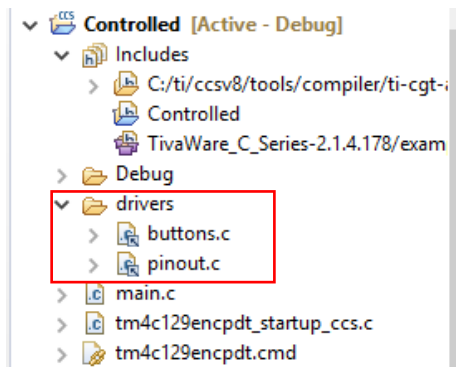 CCS
Controlled [Active - Debug]
Includes
C:/ti/ccsv8/tools/compiler/ti-cgt-
Controlled
TivaWare_C_Series-2.1.4.178/exam
Debug
drivers
buttons.c
pinout.c
main.c
tm4c129encpdt_startup_ccs.c
tm4c129encpdt.cmd